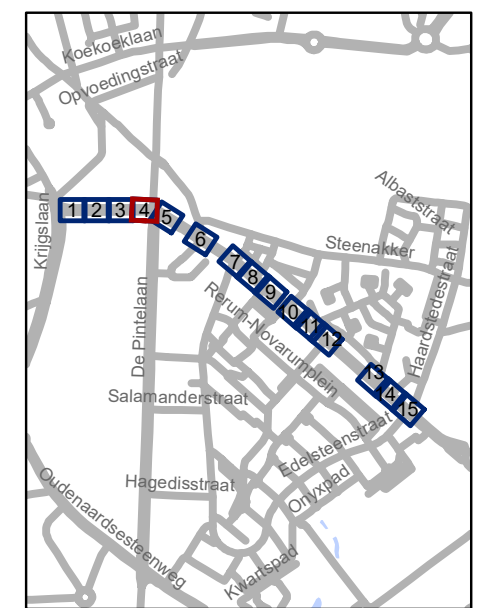 Koekoeklaan
Opvoedingstraat
Albaststraat
Krijgslaan
1 2 3 4 5
6
7
8
9
10
11
12
13
14
15
Steenakker
Haardstedestraat
De Pintelaan
Rerum-Novarumplein
Salamanderstraat
Edelsteenstraat
Hagedisstraat
Onyxpad
Oudenaardsesteenweg
Kwartspad